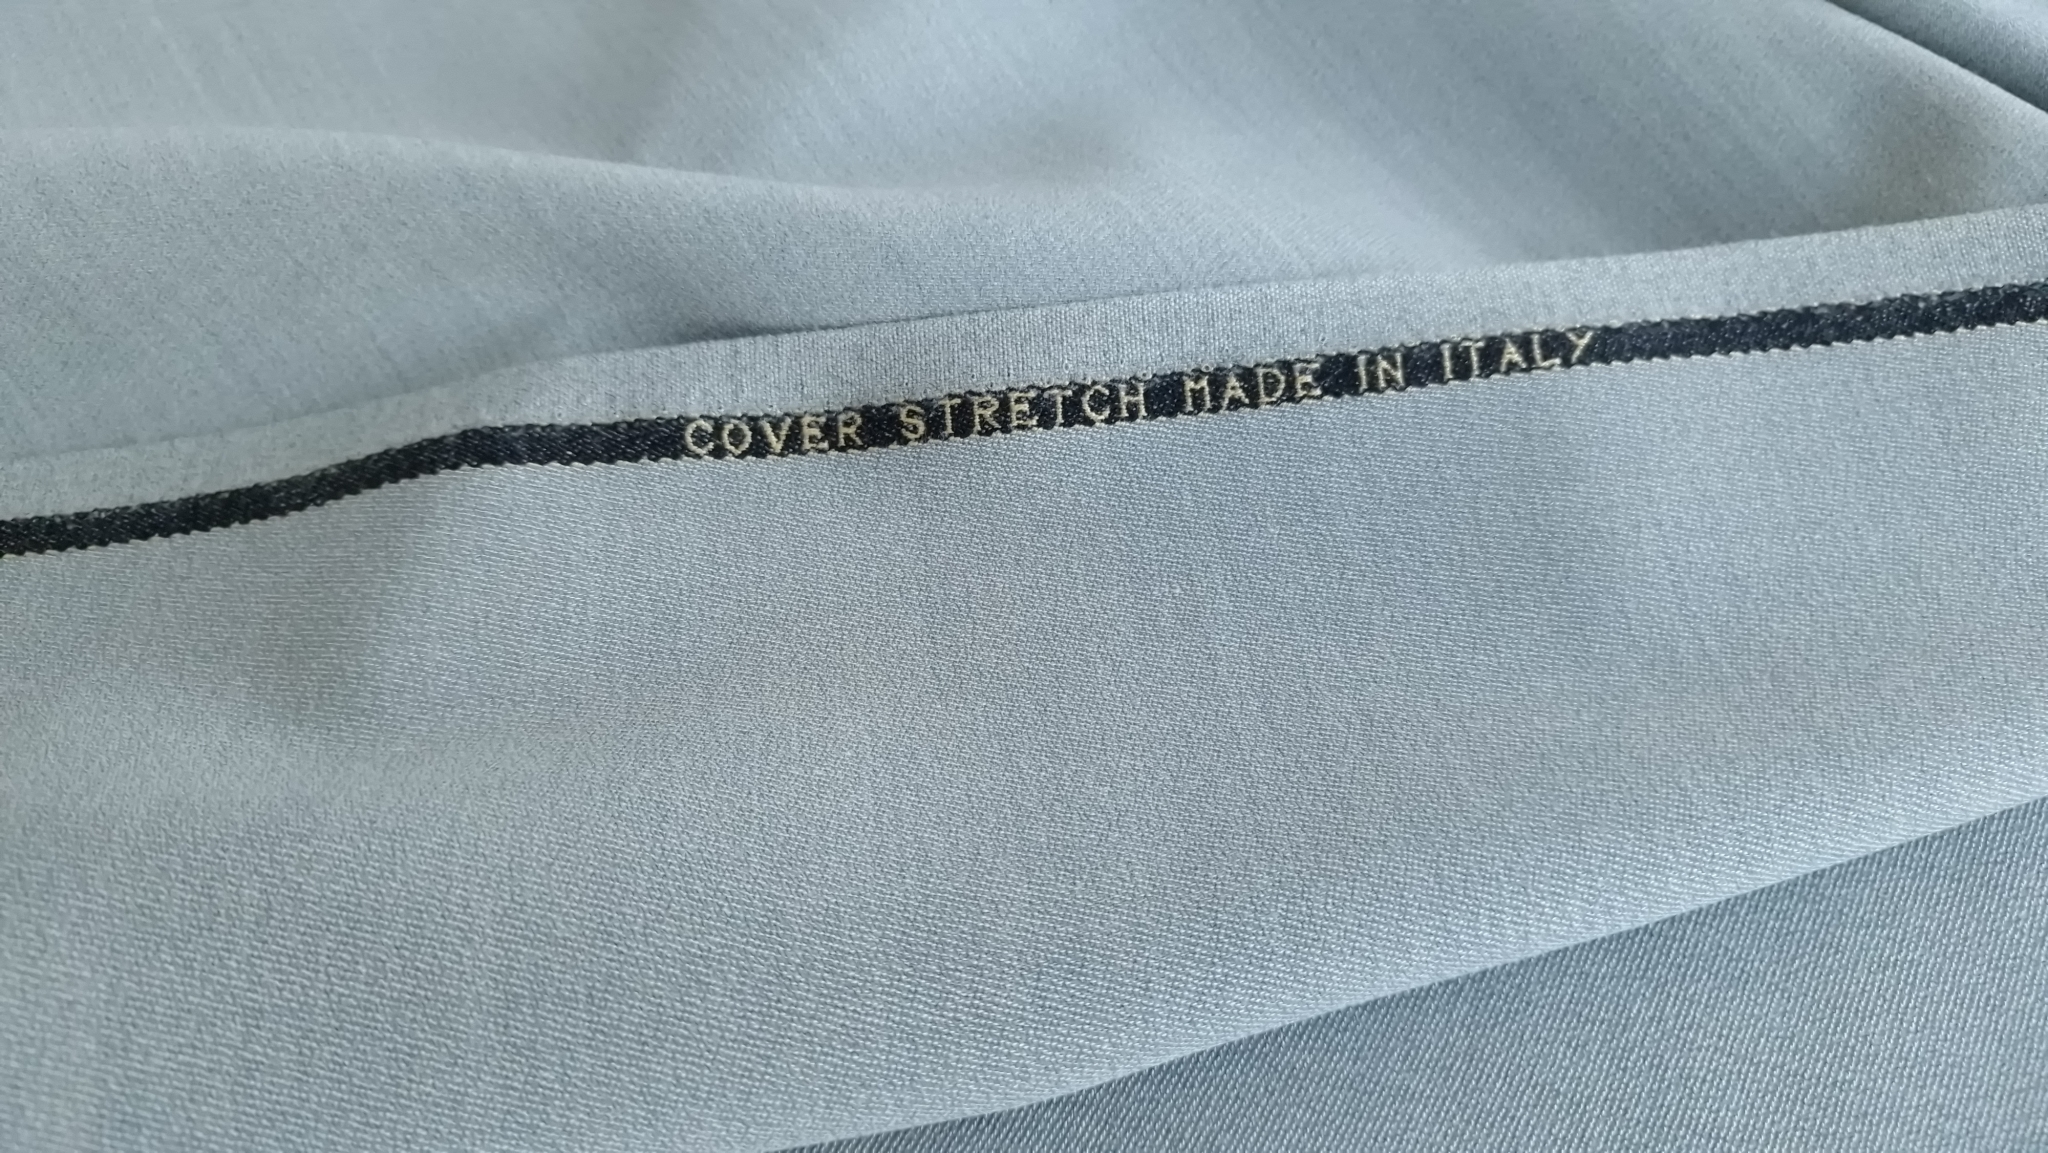 COVER STRETCH MADE IN ITALY